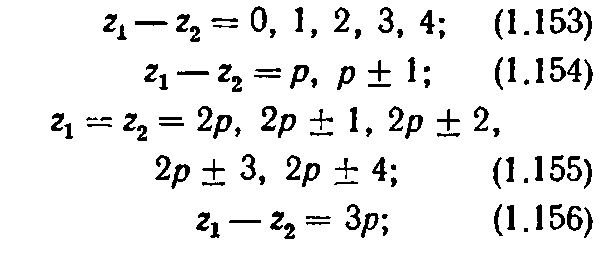 z₁ — z₂ = 0, 1, 2, 3, 4; (1.153)
z₁ — z₂ = p, p ± 1; (1.154)
z₁ = z₂ = 2p, 2p ± 1, 2p ± 2,
2p ± 3, 2p ± 4; (1.155)
z₁ — z₂ = 3p; (1.156)